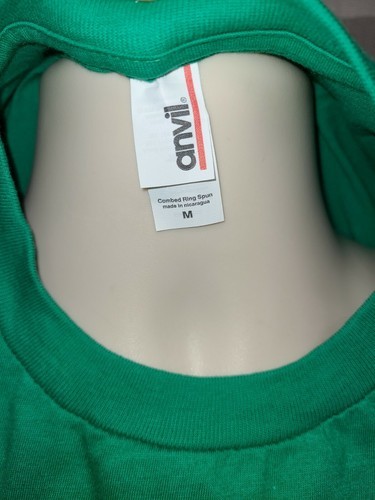 anvil®
Combed Ring Spun
made in nicaragua
M